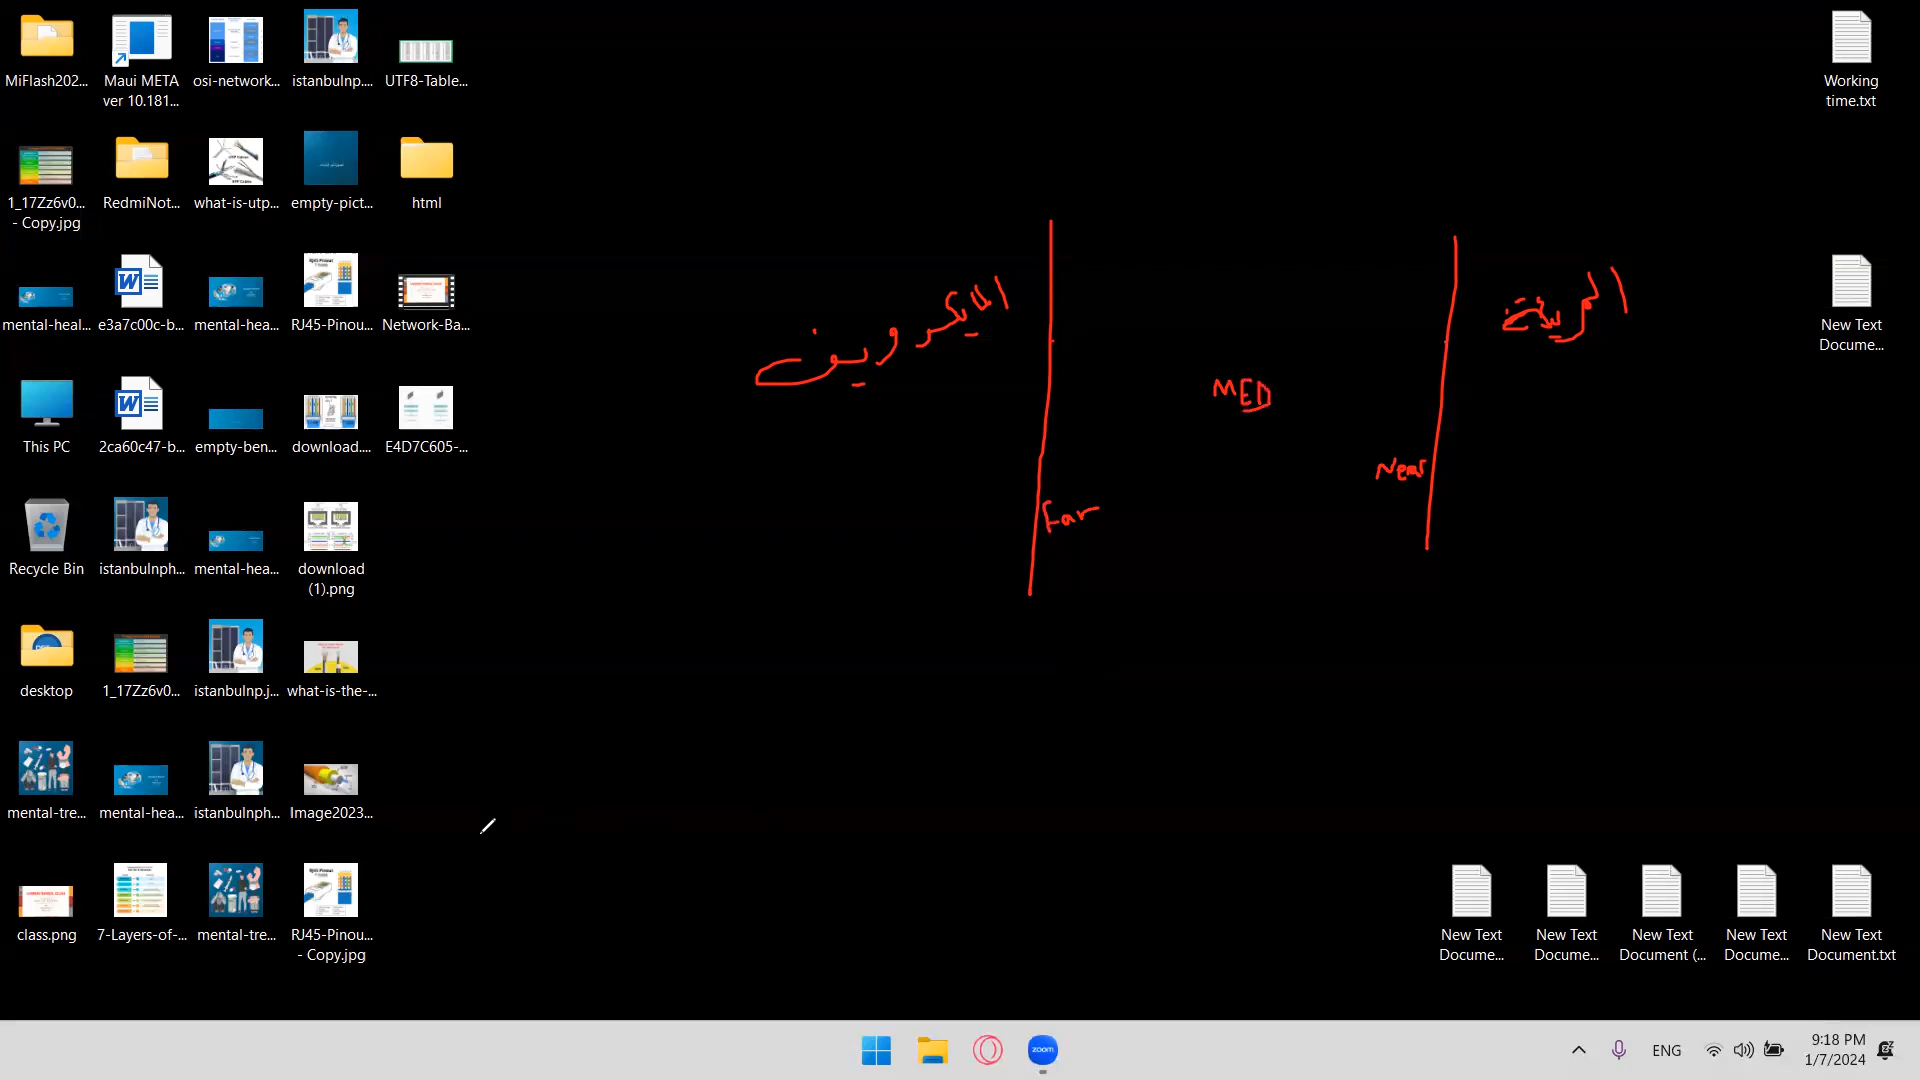 MiFlash202...
Maui META
ver 10.181...
osi-network...
istanbulnp....
UTF8-Table...
Working
time.txt
1_17Zz6v0...
- Copy.jpg
RedmiNot...
what-is-utp...
empty-pict...
html
mental-heal...
e3a7c00c-b...
mental-hea...
RJ45-Pinou...
Network-Ba...
New Text
Docume...
This PC
2ca60c47-b...
empty-ben...
download....
E4D7C605-...
MED
Near
Far
Recycle Bin
istanbulnph...
mental-hea...
download
(1).png
desktop
1_17Zz6v0...
istanbulnp.j...
what-is-the-...
mental-tre...
mental-hea...
istanbulnph...
Image2023...
class.png
7-Layers-of-...
mental-tre...
RJ45-Pinou...
- Copy.jpg
New Text
Docume...
New Text
Docume...
New Text
Document (...
New Text
Docume...
New Text
Document.txt
zoom
ENG
9:18 PM
1/7/2024